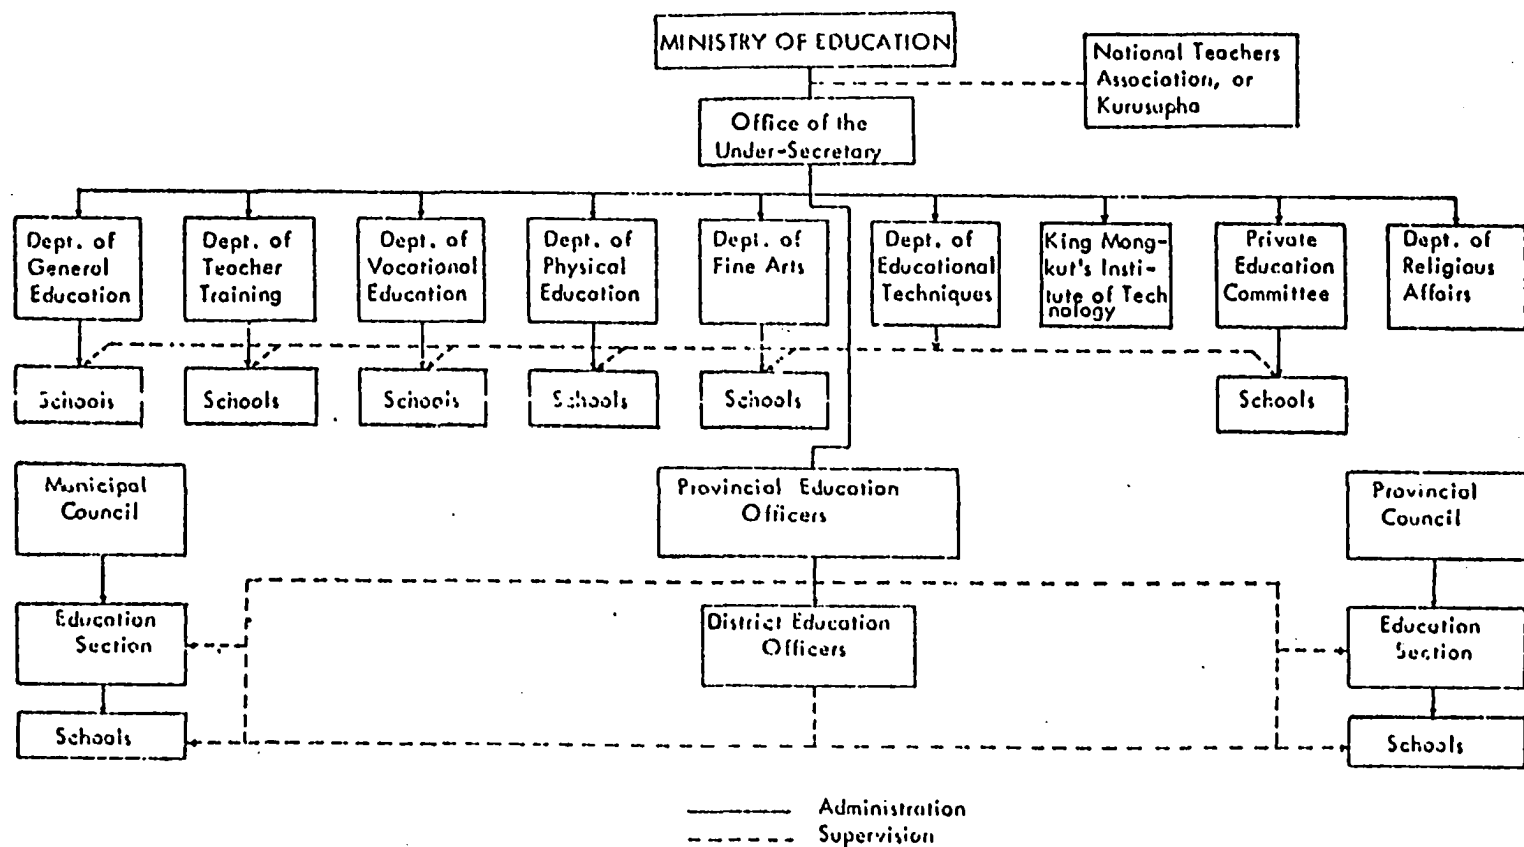 MINISTRY OF EDUCATION
National Teachers
Association, or
Kurusupha
Office of the
Under-Secretary
Dept. of
General
Education
Dept. of
Teacher
Training
Dept. of
Vocational
Education
Dept. of
Physical
Education
Dept. of
Fine Arts
Dept. of
Educational
Techniques
King Mong-
kut's Insti-
tute of Tech
nology
Private
Education
Committee
Dept. of
Religious
Affairs
Schools
Schools
Schools
Schools
Schools
Schools
Municipal
Council
Provincial Education
Officers
Provincial
Council
Education
Section
District Education
Officers
Education
Section
Schools
Schools
Administration
Supervision